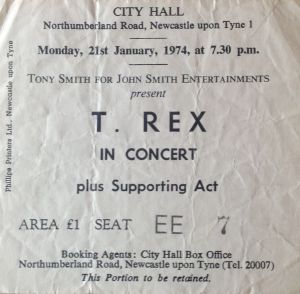 CITY HALL
Northumberland Road, Newcastle upon Tyne 1
Monday, 21st January, 1974, at 7.30 p.m.
TONY SMITH FOR JOHN SMITH ENTERTAINMENTS
present
T. REX
IN CONCERT
plus Supporting Act
AREA £1 SEAT EE 7
Booking Agents: City Hall Box Office
Northumberland Road, Newcastle upon Tyne (Tel. 20007)
This Portion to be retained.
Phillips Printers Ltd., Newcastle upon Tyne